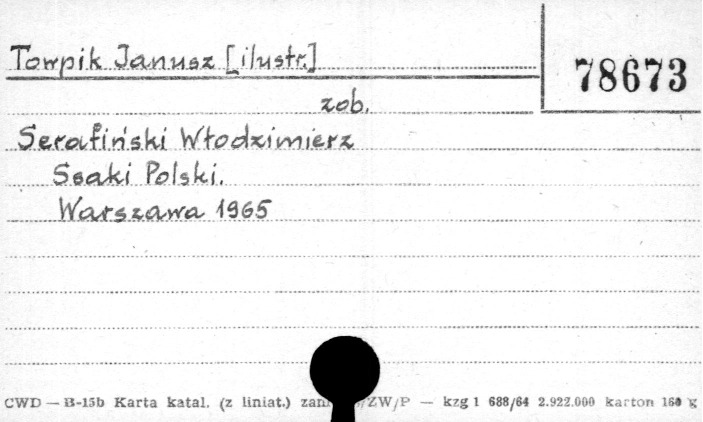 Towpik Janusz [ilustr.]
78673
zob.
Serafiński Włodzimierz
Ssaki Polski.
Warszawa 1965
CWD — B-15b Karta katal. (z liniat.) /ZW/P — kzg 1 688/64 2.922.000 karton 160 g